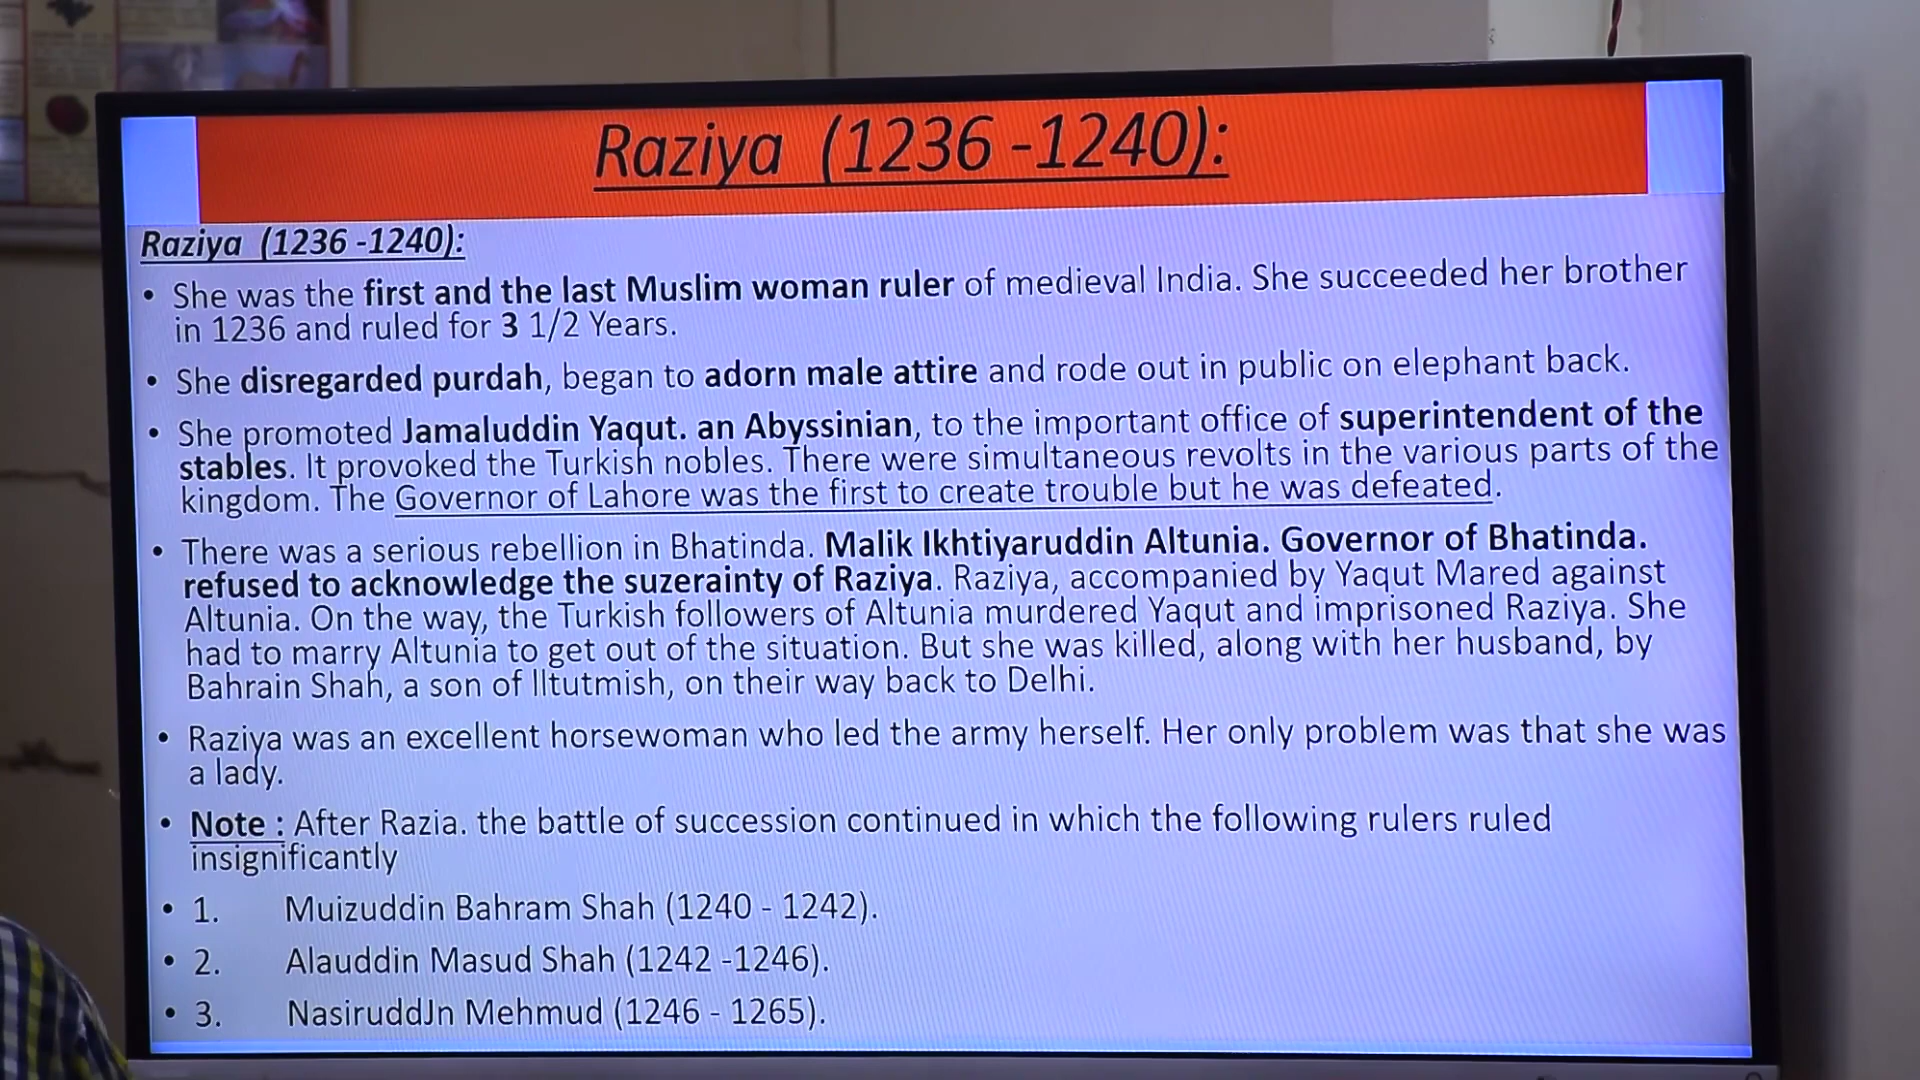 Raziya (1236 -1240):
Raziya (1236 -1240):
• She was the first and the last Muslim woman ruler of medieval India. She succeeded her brother
in 1236 and ruled for 3 1/2 Years.
• She disregarded purdah, began to adorn male attire and rode out in public on elephant back.
• She promoted Jamaluddin Yaqut. an Abyssinian, to the important office of superintendent of the
stables. It provoked the Turkish nobles. There were simultaneous revolts in the various parts of the
kingdom. The Governor of Lahore was the first to create trouble but he was defeated.
• There was a serious rebellion in Bhatinda. Malik Ikhtiyaruddin Altunia. Governor of Bhatinda.
refused to acknowledge the suzerainty of Raziya. Raziya, accompanied by Yaqut Mared against
Altunia. On the way, the Turkish followers of Altunia murdered Yaqut and imprisoned Raziya. She
had to marry Altunia to get out of the situation. But she was killed, along with her husband, by
Bahrain Shah, a son of Iltutmish, on their way back to Delhi.
• Raziya was an excellent horsewoman who led the army herself. Her only problem was that she was
a lady.
• Note : After Razia. the battle of succession continued in which the following rulers ruled
insignificantly
• 1. Muizuddin Bahram Shah (1240 - 1242).
• 2. Alauddin Masud Shah (1242 -1246).
• 3. NasiruddJn Mehmud (1246 - 1265).